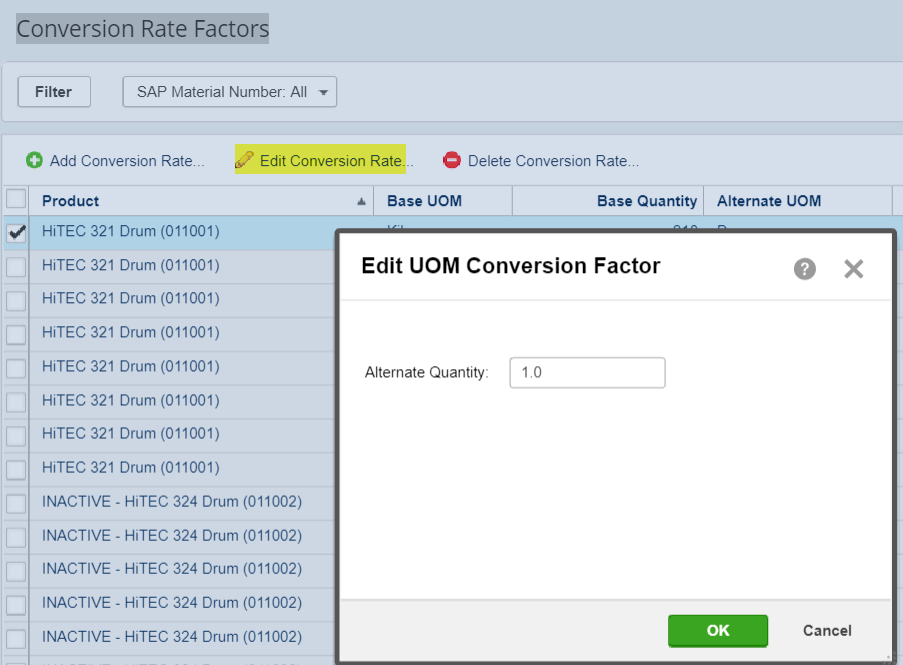 Conversion Rate Factors
Filter
SAP Material Number: All
Add Conversion Rate...
Edit Conversion Rate...
Delete Conversion Rate...
Product
Base UOM
Base Quantity
Alternate UOM
HiTEC 321 Drum (011001)
HiTEC 321 Drum (011001)
HiTEC 321 Drum (011001)
HiTEC 321 Drum (011001)
HiTEC 321 Drum (011001)
HiTEC 321 Drum (011001)
HiTEC 321 Drum (011001)
HiTEC 321 Drum (011001)
INACTIVE - HiTEC 324 Drum (011002)
INACTIVE - HiTEC 324 Drum (011002)
INACTIVE - HiTEC 324 Drum (011002)
INACTIVE - HiTEC 324 Drum (011002)
INACTIVE - HiTEC 324 Drum (011002)
Edit UOM Conversion Factor
?
Alternate Quantity:
1.0
OK
Cancel